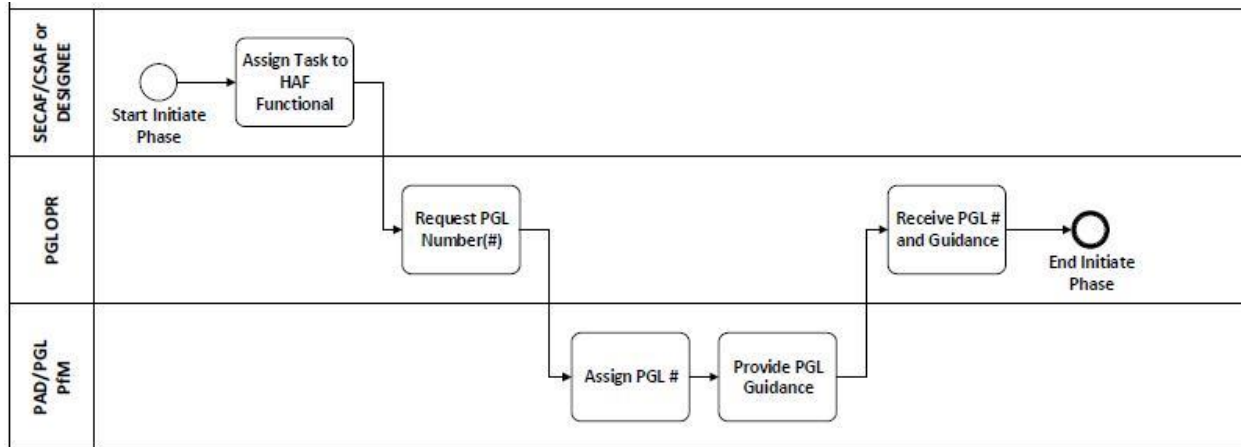 SECAF/CSAF or
DESIGNEE
Start Initiate
Phase
Assign Task to
HAF
Functional
PGL OPR
Request PGL
Number(#)
Receive PGL #
and Guidance
End Initiate
Phase
PAD/PGL
PfM
Assign PGL #
Provide PGL
Guidance